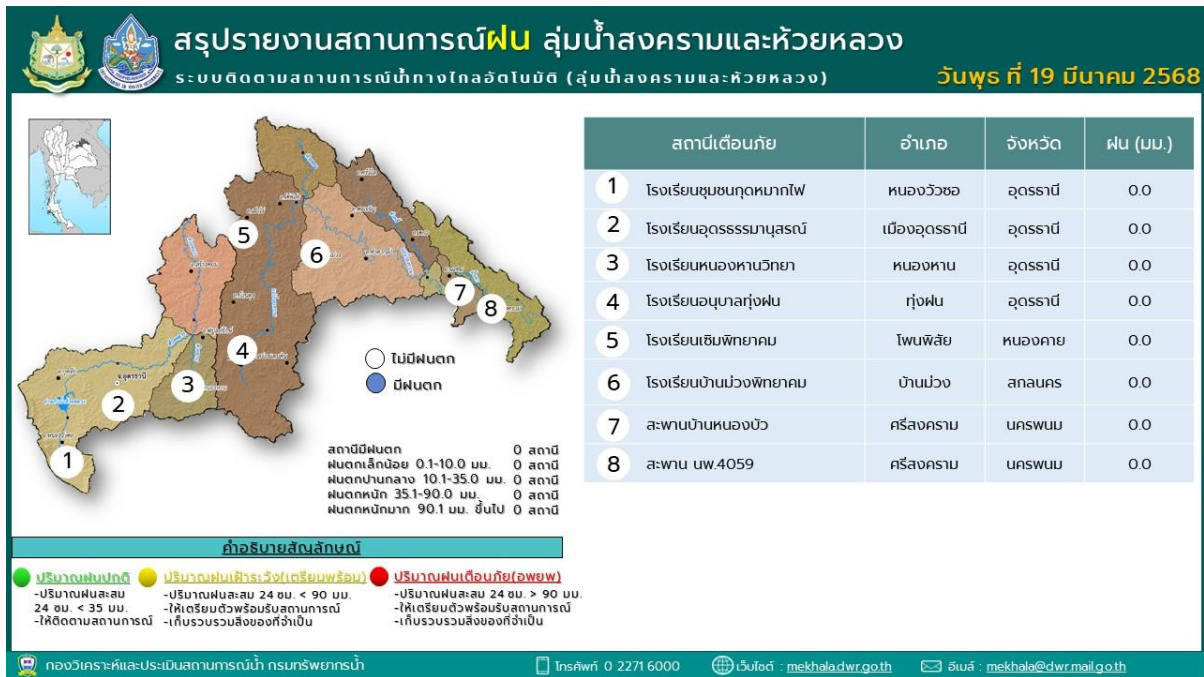 สรุปรายงานสถานการณ์ฝน ลุ่มน้ำสงครามและห้วยหลวง
ระบบติดตามสถานการณ์น้ำทางไกลอัตโนมัติ (ลุ่มน้ำสงครามและห้วยหลวง)
วันพุธ ที่ 19 มีนาคม 2568
สถานีเตือนภัย อำเภอ จังหวัด ฝน (มม.)
1 โรงเรียนชุมชนกุดหมากไฟ หนองวัวซอ อุดรธานี 0.0
2 โรงเรียนอุดรธรรมานุสรณ์ เมืองอุดรธานี อุดรธานี 0.0
3 โรงเรียนหนองหานวิทยา หนองหาน อุดรธานี 0.0
4 โรงเรียนอนุบาลทุ่งฝน ทุ่งฝน อุดรธานี 0.0
5 โรงเรียนเซิมพิทยาคม โพนพิสัย หนองคาย 0.0
6 โรงเรียนบ้านม่วงพิทยาคม บ้านม่วง สกลนคร 0.0
7 สะพานบ้านหนองบัว ศรีสงคราม นครพนม 0.0
8 สะพาน นพ.4059 ศรีสงคราม นครพนม 0.0
5
6
7
8
4
3
2
1
ไม่มีฝนตก
มีฝนตก
สถานีมีฝนตก 0 สถานี
ฝนตกเล็กน้อย 0.1-10.0 มม. 0 สถานี
ฝนตกปานกลาง 10.1-35.0 มม. 0 สถานี
ฝนตกหนัก 35.1-90.0 มม. 0 สถานี
ฝนตกหนักมาก 90.1 มม. ขึ้นไป 0 สถานี
คำอธิบายสัญลักษณ์
ปริมาณฝนปกติ
-ปริมาณฝนสะสม
24 ชม. < 35 มม.
-ให้ติดตามสถานการณ์
ปริมาณฝนเฝ้าระวัง(เตรียมพร้อม)
-ปริมาณฝนสะสม 24 ชม. < 90 มม.
-ให้เตรียมตัวพร้อมรับสถานการณ์
-เก็บรวบรวมสิ่งของที่จำเป็น
ปริมาณฝนเตือนภัย(อพยพ)
-ปริมาณฝนสะสม 24 ชม. > 90 มม.
-ให้เตรียมตัวพร้อมรับสถานการณ์
-เก็บรวบรวมสิ่งของที่จำเป็น
กองวิเคราะห์และประเมินสถานการณ์น้ำ กรมทรัพยากรน้ำ
โทรศัพท์ 0 2271 6000
เว็บไซต์ : mekhala.dwr.go.th
อีเมล์ : mekhala@dwr.mail.go.th